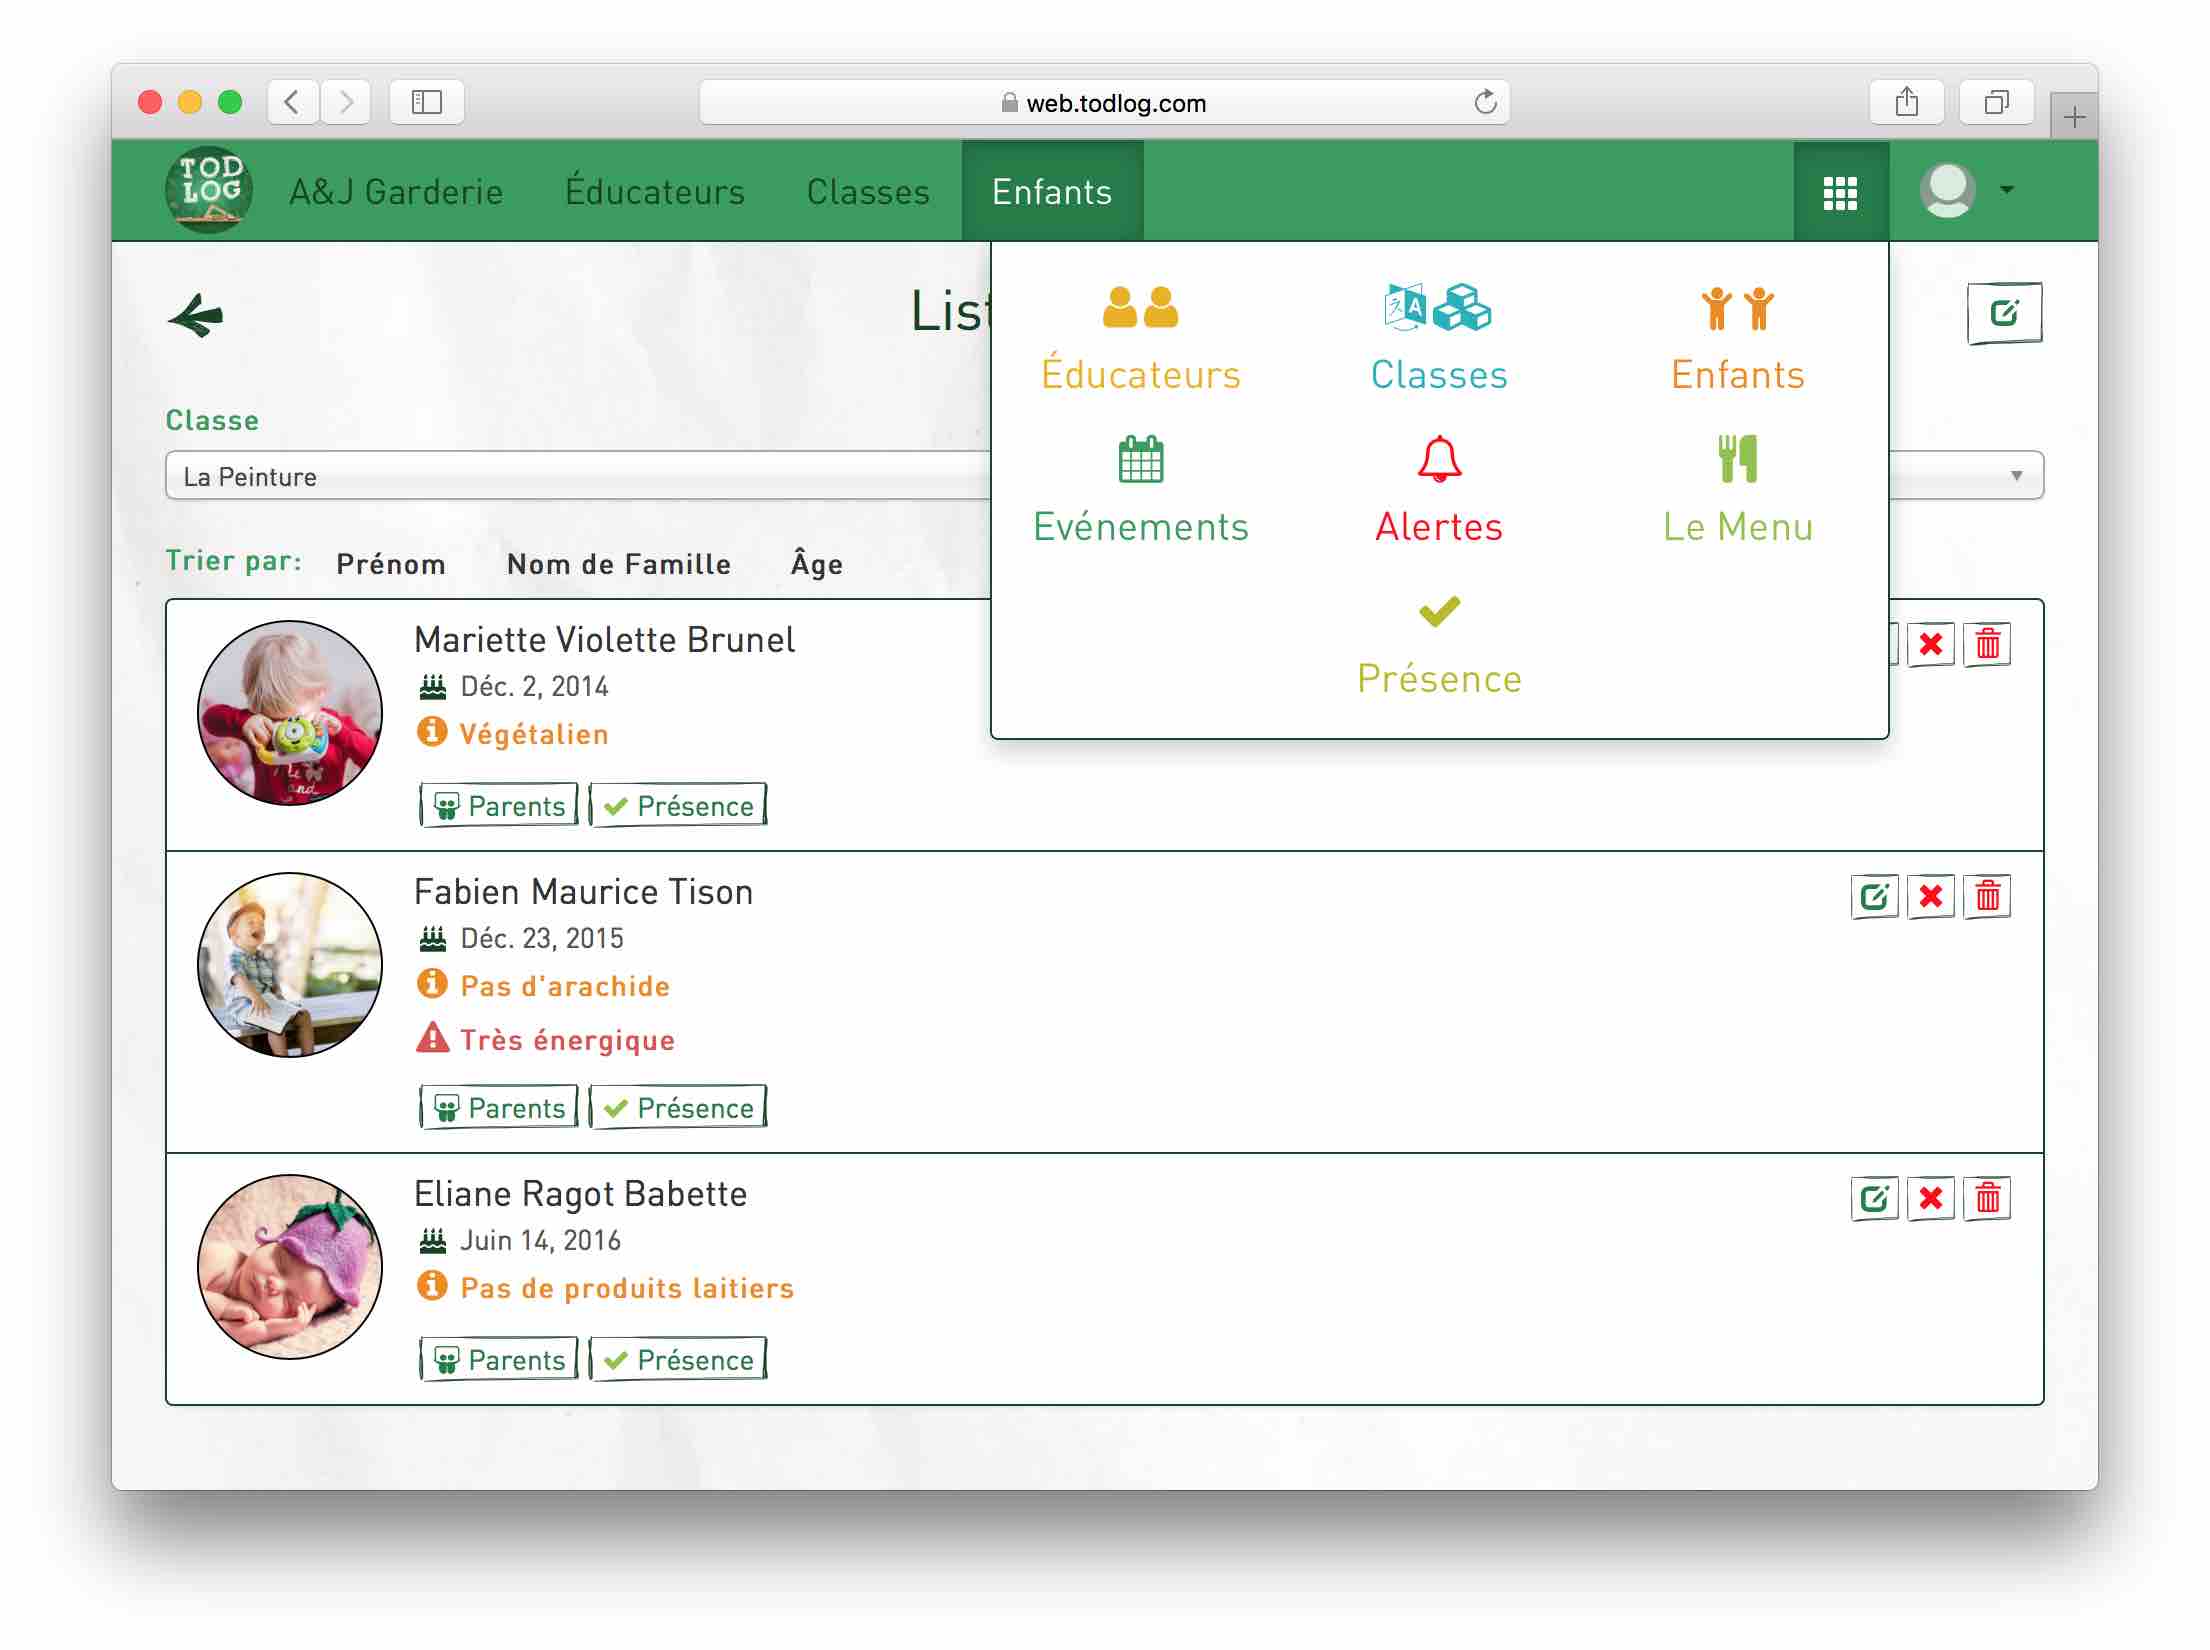 web.todlog.com
TOD
LOG
A&J Garderie
Éducateurs
Classes
Enfants
List
Éducateurs
Classes
Enfants
Evénements
Alertes
Le Menu
Présence
Classe
La Peinture
Trier par:
Prénom
Nom de Famille
Âge
Mariette Violette Brunel
Déc. 2, 2014
Végétalien
Parents
Présence
Fabien Maurice Tison
Déc. 23, 2015
Pas d'arachide
Très énergique
Parents
Présence
Eliane Ragot Babette
Juin 14, 2016
Pas de produits laitiers
Parents
Présence